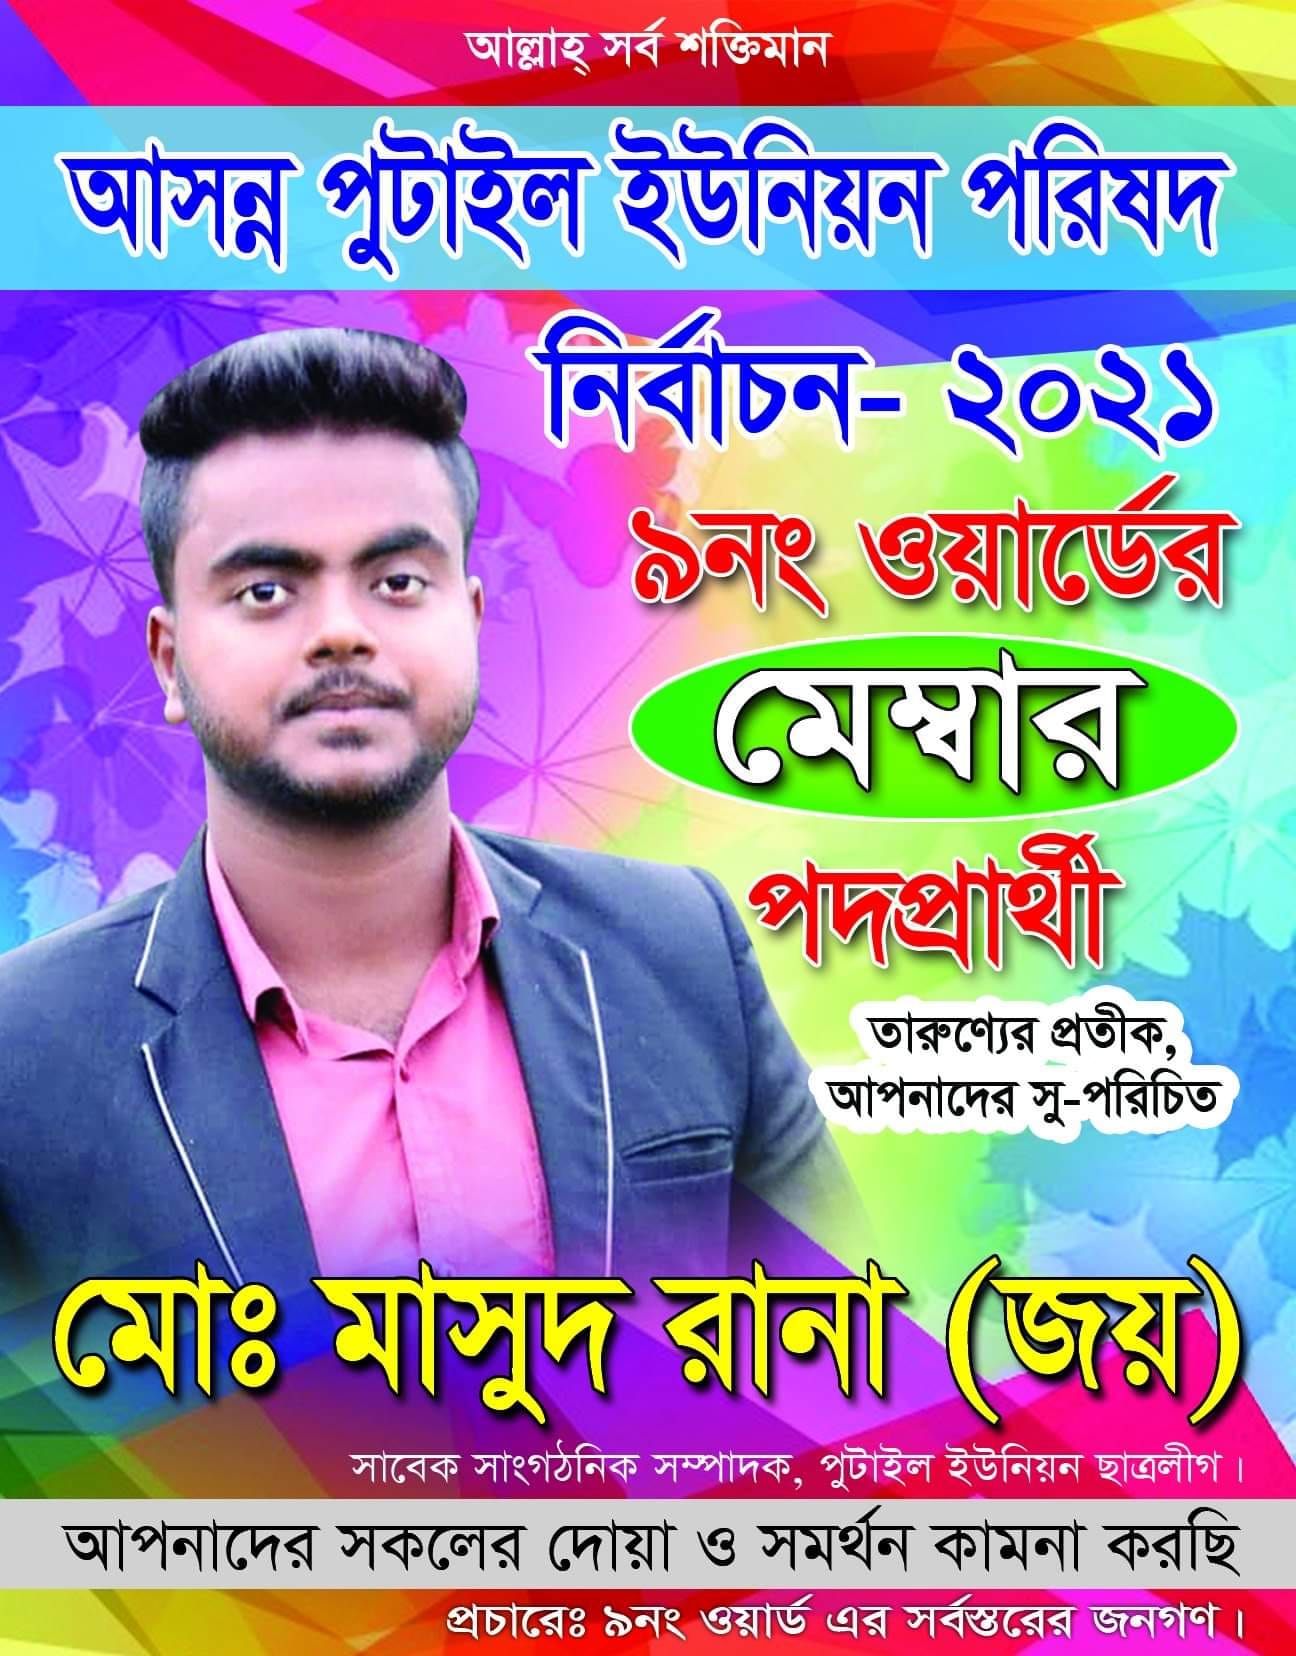 আল্লাহ্ সর্ব শক্তিমান
আসন্ন পুটাইল ইউনিয়ন পরিষদ
নির্বাচন- ২০২১
৯নং ওয়ার্ডের
মেম্বার
পদপ্রার্থী
তারুণ্যের প্রতীক,
আপনাদের সু-পরিচিত
মোঃ মাসুদ রানা (জয়)
সাবেক সাংগঠনিক সম্পাদক, পুটাইল ইউনিয়ন ছাত্রলীগ।
আপনাদের সকলের দোয়া ও সমর্থন কামনা করছি
প্রচারেঃ ৯নং ওয়ার্ড এর সর্বস্তরের জনগণ।